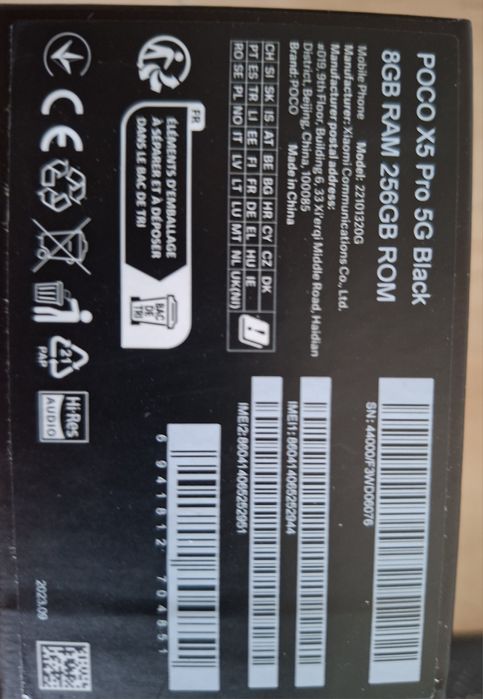 POCO X5 Pro 5G Black
8GB RAM 256GB ROM
Mobile Phone Model: 22101320G
Manufacturer: Xiaomi Communications Co., Ltd.
Manufacturer postal address:
#019, 9th Floor, Building 6, 33 Xi'erqi Middle Road, Haidian
District, Beijing, China, 100085
Brand: POCO Made in China
CH SI SK IS AT BE BG HR CY CZ DK
PT ES TR LI EE FI FR DE EL HU IE
RO SE PL NO IT LV LT LU MT NL UK(NI)
FR
ÉLÉMENTS D'EMBALLAGE
À SÉPARER ET À DÉPOSER
DANS LE BAC DE TRI
BAC
DE
TRI
CE
21
PAP
Hi-Res
AUDIO
SN: 44000/F3WD06076
IMEI1: 860414065252944
IMEI2: 860414065252951
6 941812 704851
2023.09